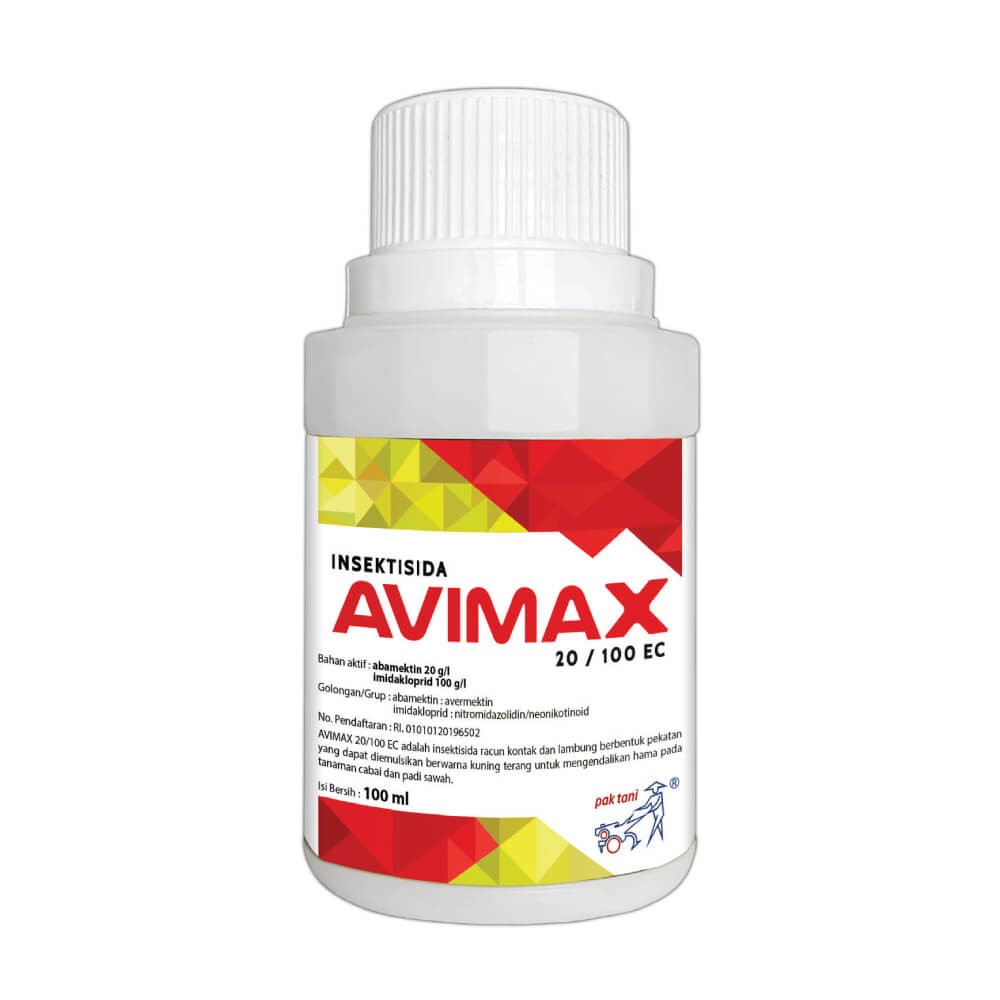 INSEKTISIDA
AVIMAX
20 / 100 EC
Bahan aktif : abamektin 20 g/l
imidakloprid 100 g/l
Golongan/Grup : abamektin : avermektin
imidakloprid : nitromidazolidin/neonikotinoid
No. Pendaftaran : RI. 01010120196502
AVIMAX 20/100 EC adalah insektisida racun kontak dan lambung berbentuk pekatan
yang dapat diemulsikan berwarna kuning terang untuk mengendalikan hama pada
tanaman cabai dan padi sawah.
Isi Bersih : 100 ml
pak tani ®